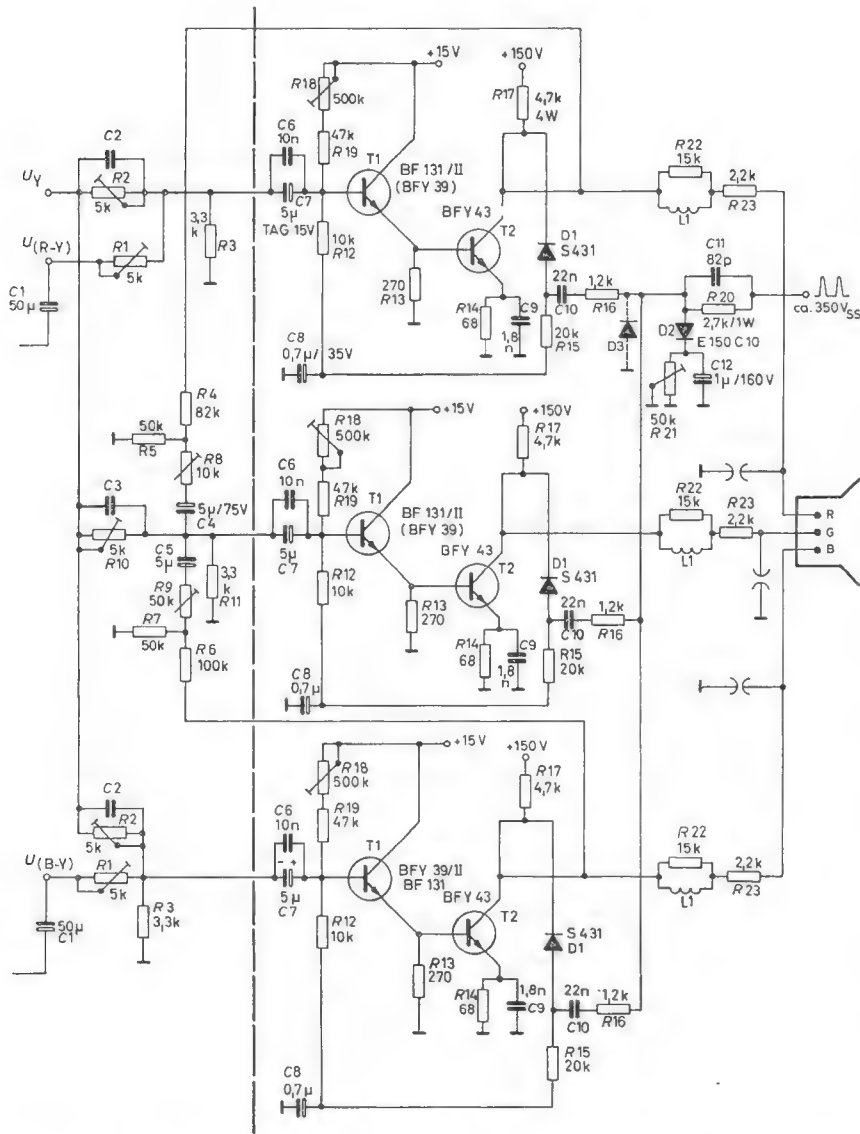 +15V
+150V
R18
500k
R17
4,7k
4W
C6
10n
47k
R19
T1
BF 131/II
(BFY 39)
C2
R2
5k
U_Y
5µ
C7
TAG 15V
BFY 43
T2
R22
15k
L1
2,2k
R23
U_(R-Y)
R1
5k
3,3
k
R3
10k
R12
D1
S 431
C1
50µ
270
R13
22n
C10
1,2k
R16
C11
82p
R20
2,7k/1W
ca. 350V_SS
R14
68
C9
1,8
n
20k
R15
D3
D2
E 150 C 10
C12
1µ/160V
C8
0,7µ/ 35V
50k
R21
R4
82k
50k
R5
R8
10k
5µ/75V
C4
+15V
+150V
R18
500k
R17
4,7k
C6
10n
47k
R19
T1
BF 131/II
(BFY 39)
C3
5k
R10
5µ
C7
BFY 43
T2
R22
15k
L1
R23
2,2k
R
G
B
C5
5µ
R9
50k
3,3
k
R11
R12
10k
D1
S 431
R7
50k
R13
270
22n
C10
1,2k
R16
R6
100k
R14
68
C9
1,8
n
R15
20k
C8
0,7µ
+15V
+150V
R18
500k
R17
4,7k
C6
10n
R19
47k
T1
BFY 39/II
BF 131
C2
R2
5k
U_(B-Y)
R1
5k
- +
5µ
C7
BFY 43
T2
R22
15k
L1
2,2k
R23
50µ
C1
R3
3,3k
R12
10k
S 431
D1
R13
270
R14
68
1,8n
C9
22n
C10
1,2k
R16
R15
20k
C8
0,7µ